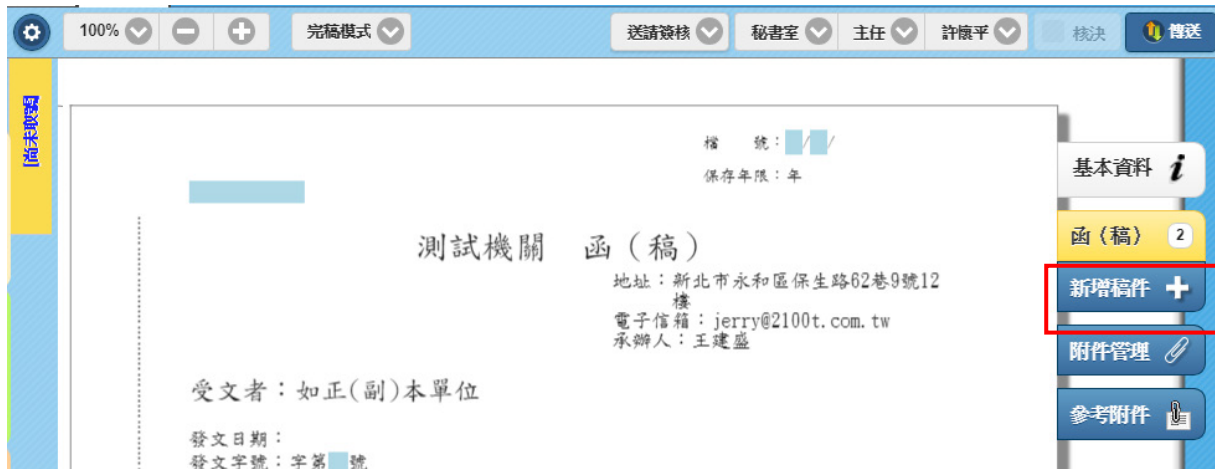 100% 完稿模式 送請簽核 秘書室 主任 許懷平 核決 傳送
[尚未取號]
檔　　號： / /
保存年限：年
測試機關　函（稿）
地址：新北市永和區保生路62巷9號12
樓
電子信箱：jerry@2100t.com.tw
承辦人：王建盛
受文者：如正(副)本單位
發文日期：
發文字號：字第 號
基本資料 i
函（稿） 2
新增稿件
附件管理
參考附件